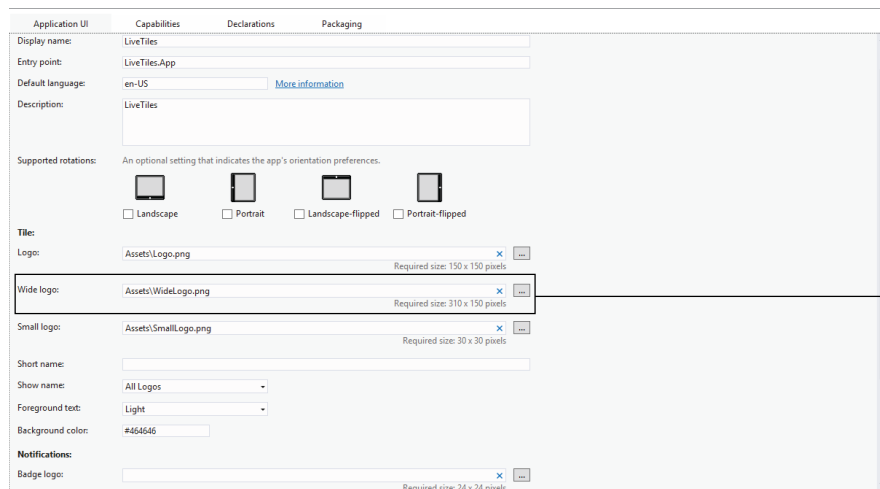 Application UI Capabilities Declarations Packaging
Display name: LiveTiles
Entry point: LiveTiles.App
Default language: en-US More information
Description: LiveTiles
Supported rotations: An optional setting that indicates the app's orientation preferences.
Landscape Portrait Landscape-flipped Portrait-flipped
Tile:
Logo: Assets\Logo.png × ...
Required size: 150 x 150 pixels
Wide logo: Assets\WideLogo.png × ...
Required size: 310 x 150 pixels
Small logo: Assets\SmallLogo.png × ...
Required size: 30 x 30 pixels
Short name:
Show name: All Logos
Foreground text: Light
Background color: #464646
Notifications:
Badge logo: × ...
Required size: 24 x 24 pixels